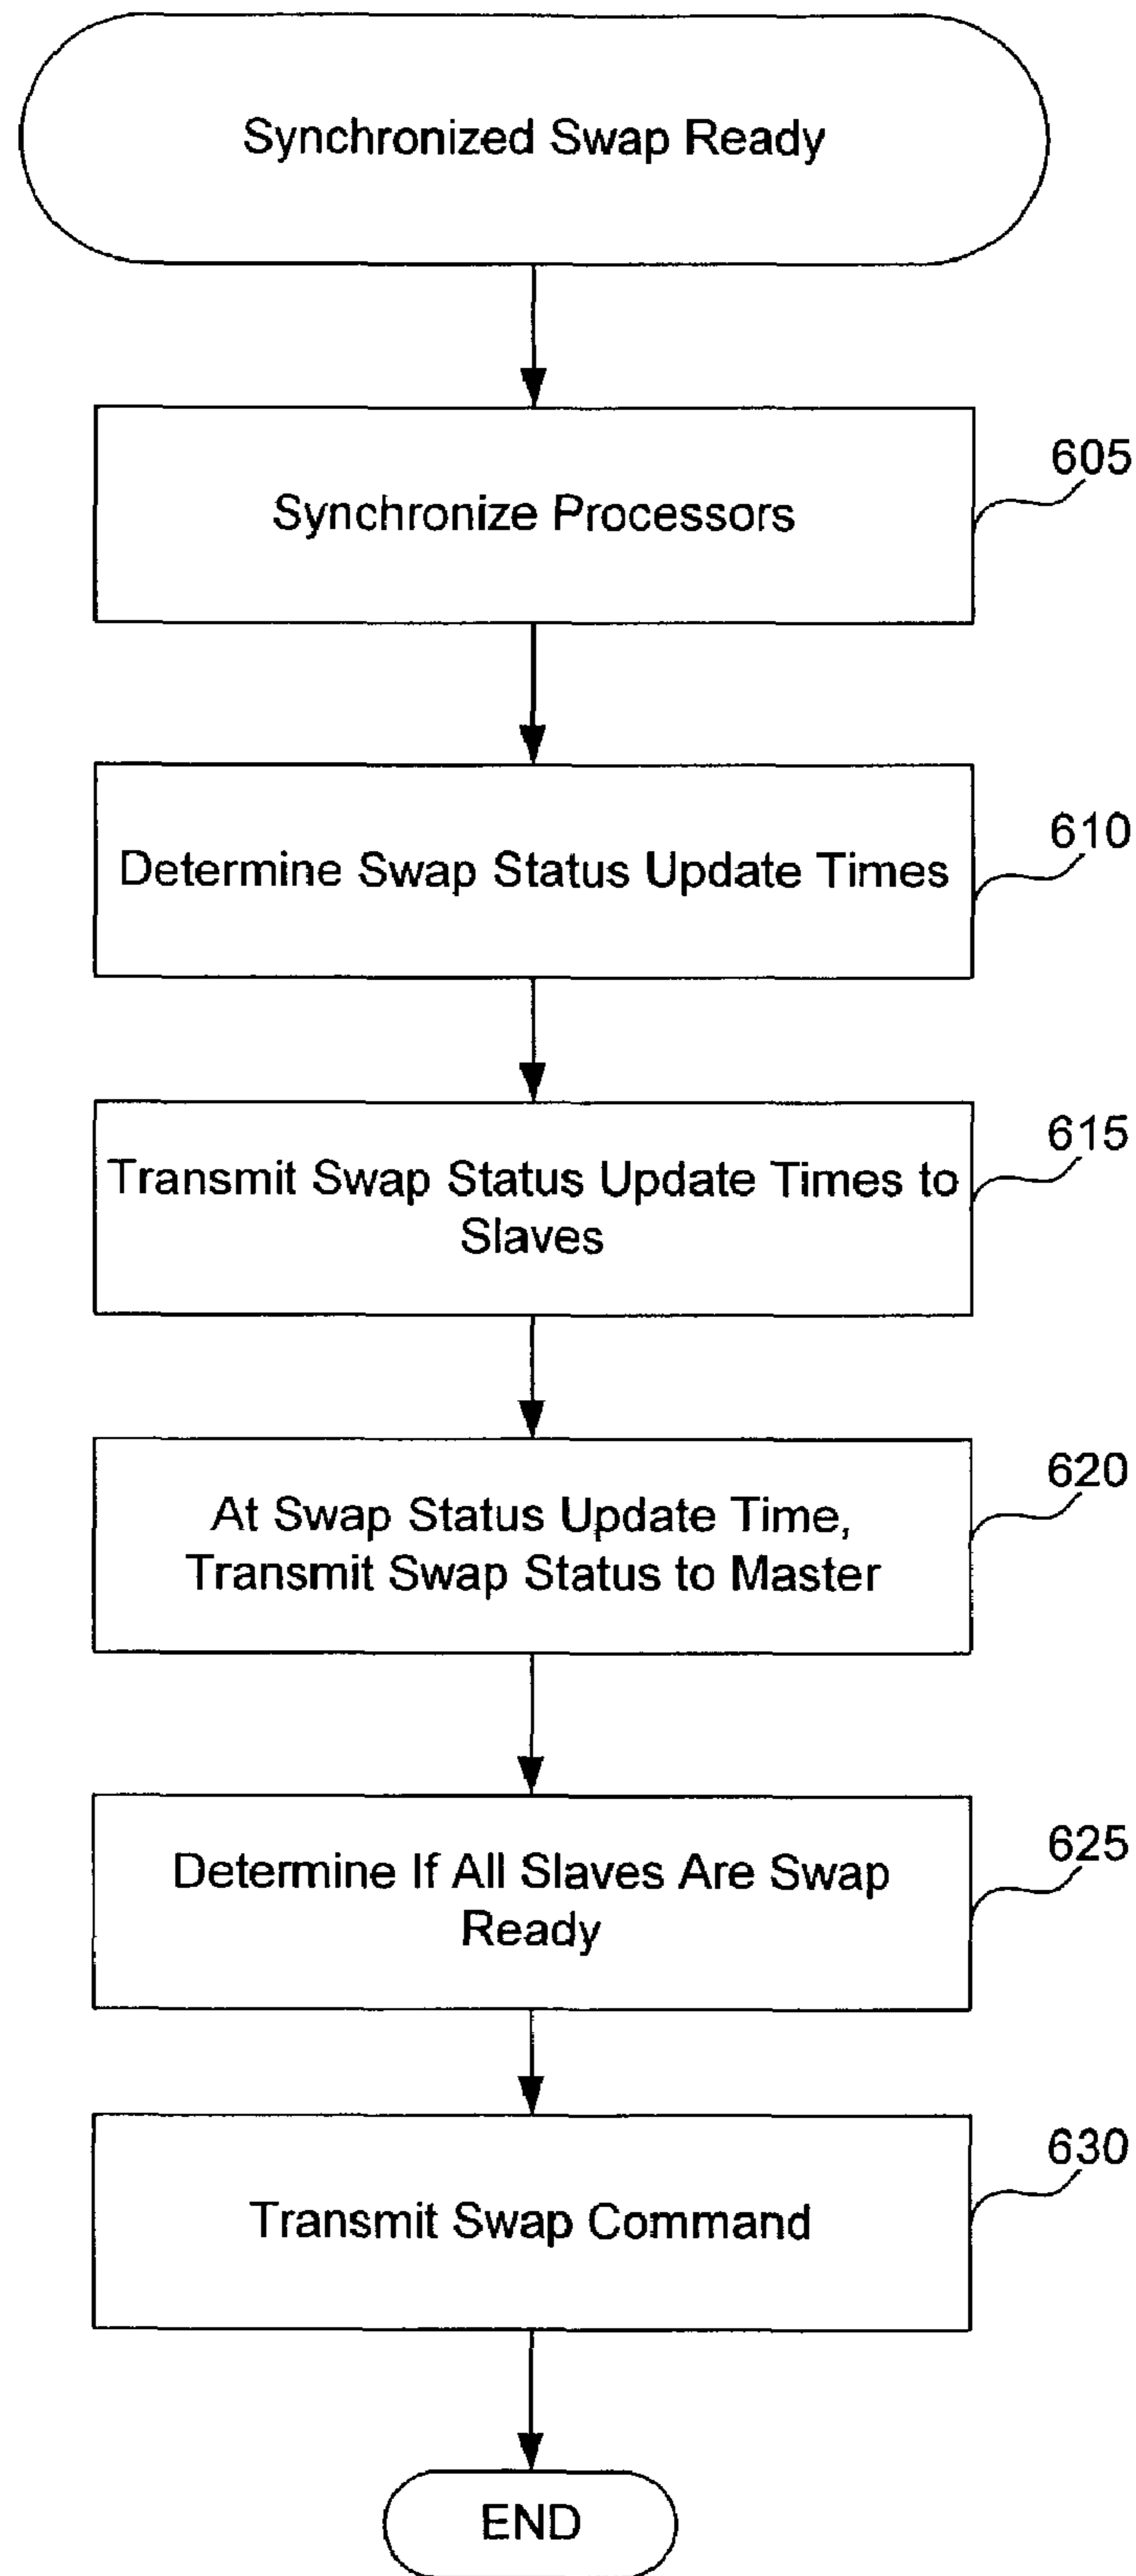 Synchronized Swap Ready
605
Synchronize Processors
610
Determine Swap Status Update Times
615
Transmit Swap Status Update Times to
Slaves
620
At Swap Status Update Time,
Transmit Swap Status to Master
625
Determine If All Slaves Are Swap
Ready
630
Transmit Swap Command
END